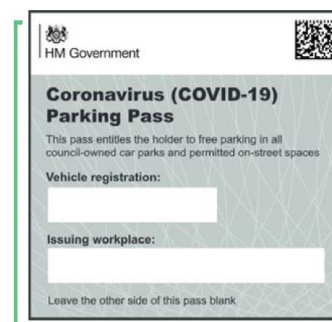 HM Government
Coronavirus (COVID-19)
Parking Pass
This pass entitles the holder to free parking in all
council-owned car parks and permitted on-street spaces
Vehicle registration:
Issuing workplace:
Leave the other side of this pass blank